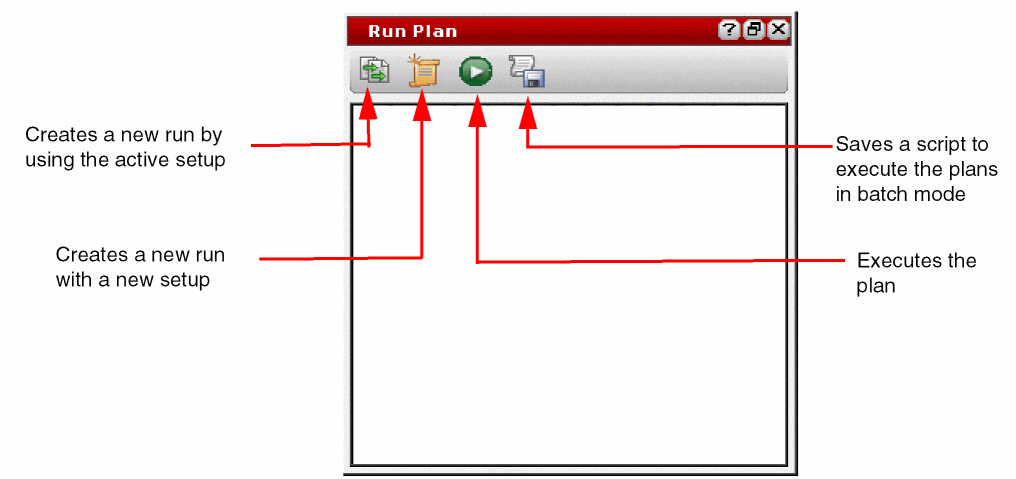 Run Plan
Creates a new run by
using the active setup
Saves a script to
execute the plans
in batch mode
Creates a new run
with a new setup
Executes the
plan